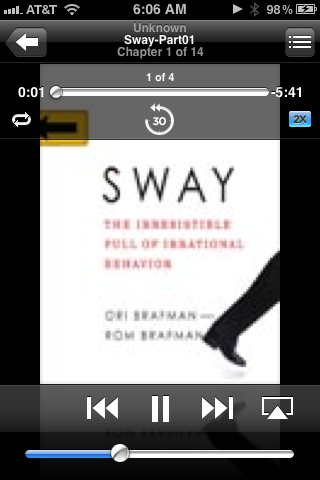 AT&T 6:06 AM 98%
Unknown
Sway-Part01
Chapter 1 of 14
1 of 4
0:01 -5:41
30
2X
SWAY
THE IRRESISTIBLE
PULL OF IRRATIONAL
BEHAVIOR
ORI BRAFMAN —
ROM BRAFMAN